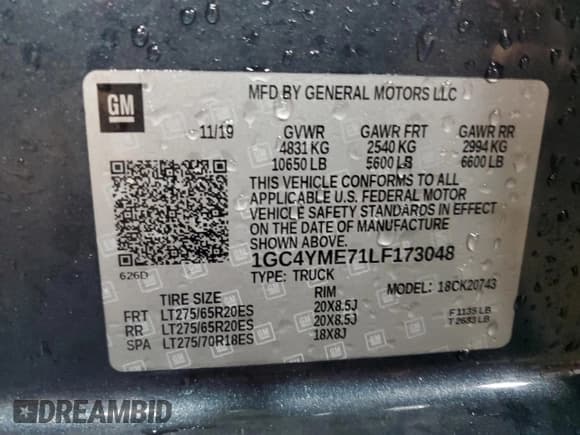 GM
MFD BY GENERAL MOTORS LLC
11/19 GVWR GAWR FRT GAWR RR
4831 KG 2540 KG 2994 KG
10650 LB 5600 LB 6600 LB
THIS VEHICLE CONFORMS TO ALL
APPLICABLE U.S. FEDERAL MOTOR
VEHICLE SAFETY STANDARDS IN EFFECT
ON THE DATE OF MANUFACTURE
SHOWN ABOVE.
626D 1GC4YME71LF173048
TYPE: TRUCK MODEL: 18CK20743
TIRE SIZE RIM
FRT LT275/65R20ES 20X8.5J F 1135 LB
RR LT275/65R20ES 20X8.5J T 2683 LB
SPA LT275/70R18ES 18X8J
DREAMBID